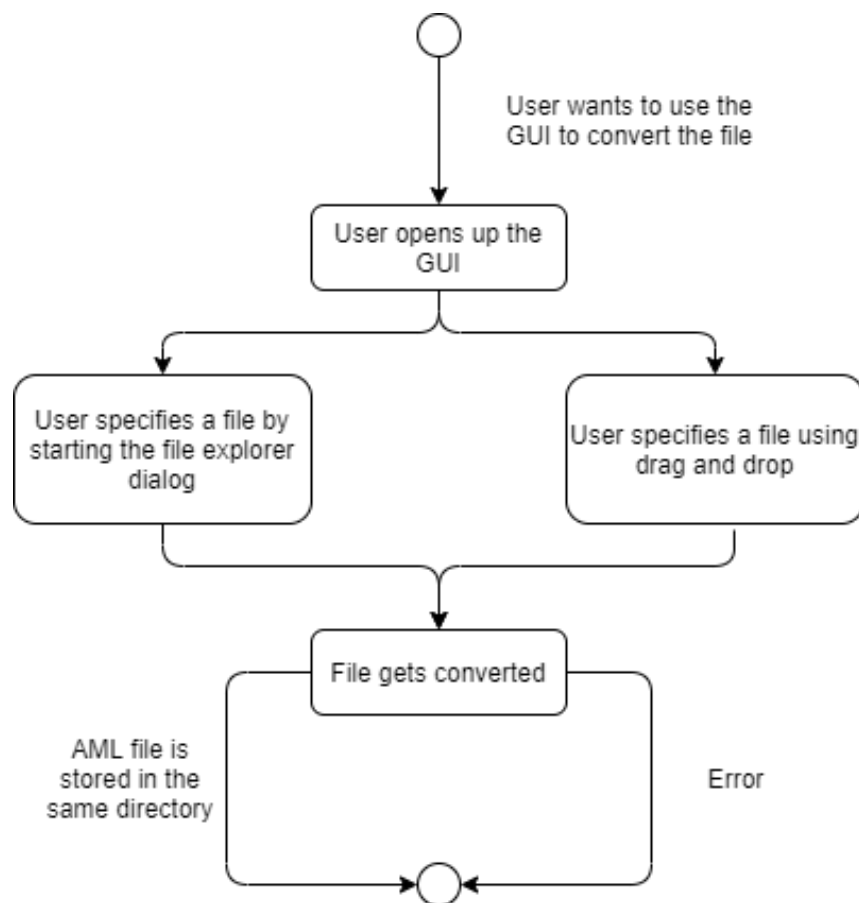 User wants to use the
GUI to convert the file
User opens up the
GUI
User specifies a file by
starting the file explorer
dialog
User specifies a file using
drag and drop
File gets converted
AML file is
stored in the
same directory
Error